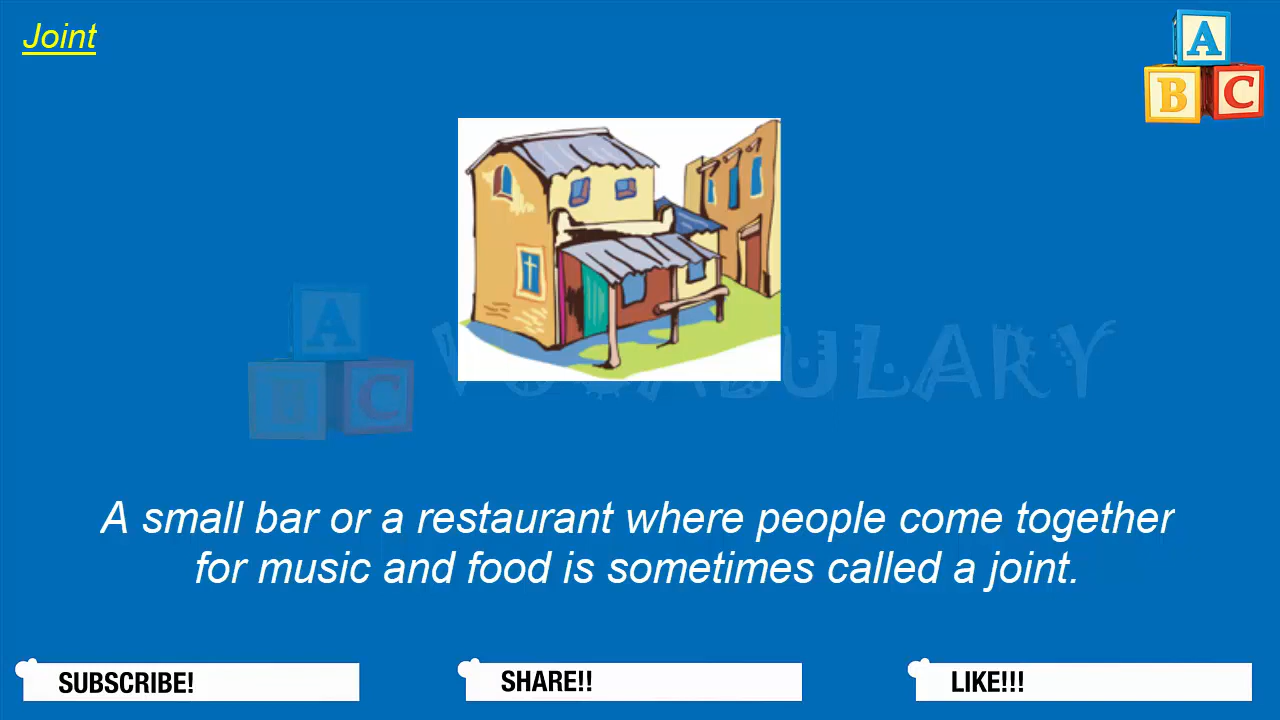 Joint
A
B C
A
B C
VOCABULARY
A small bar or a restaurant where people come together
for music and food is sometimes called a joint.
SUBSCRIBE!
SHARE!!
LIKE!!!